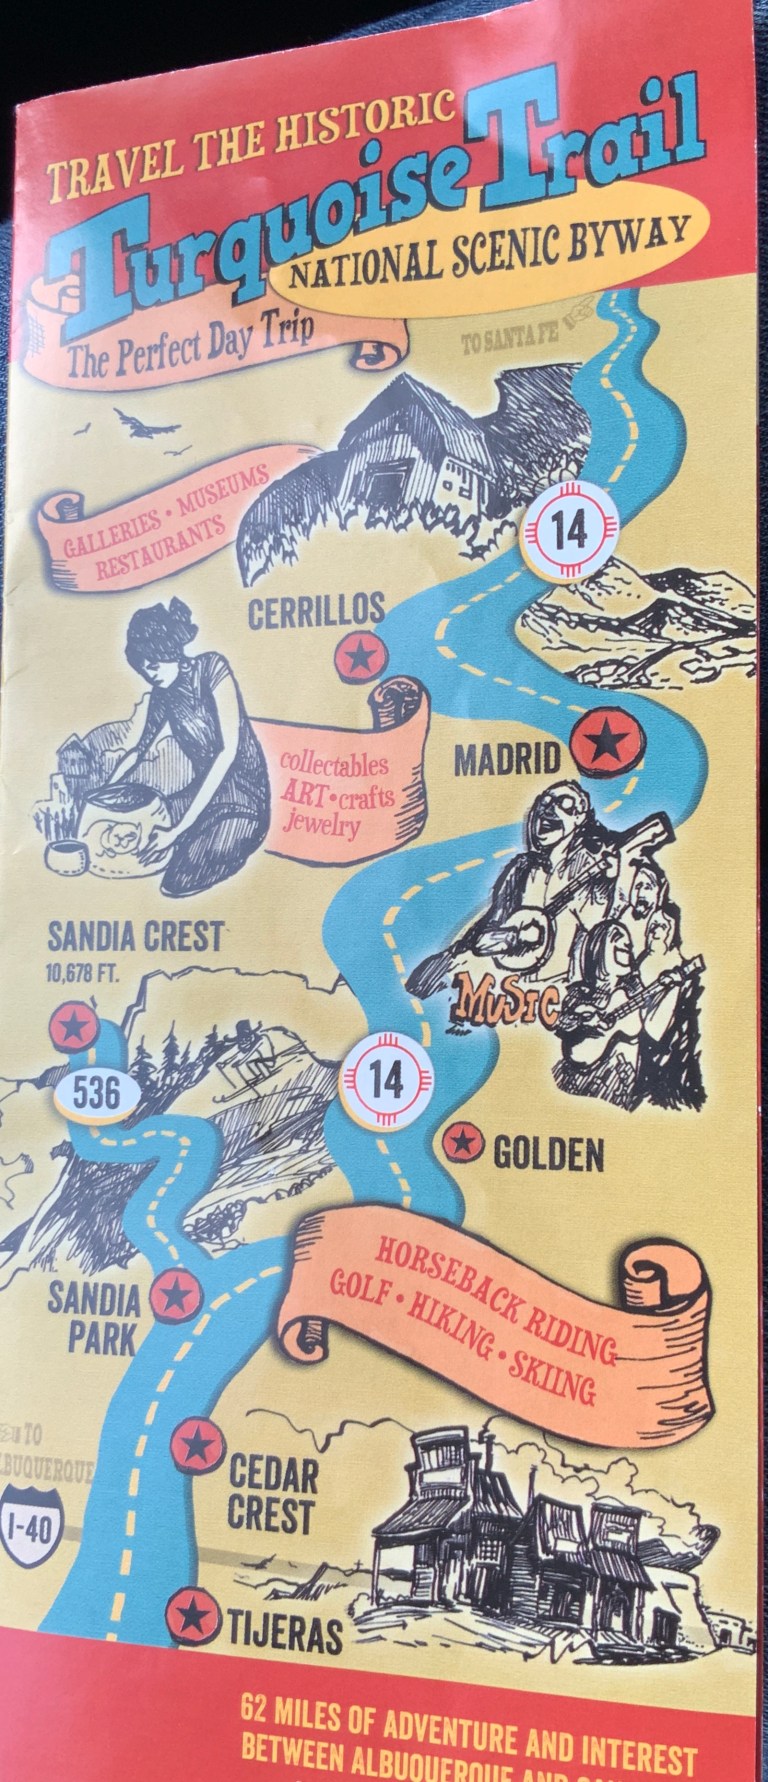 TRAVEL THE HISTORIC
Turquoise Trail
NATIONAL SCENIC BYWAY
The Perfect Day Trip
TO SANTA FE
GALLERIES • MUSEUMS
RESTAURANTS
14
CERRILLOS
MADRID
collectables
ART • crafts
jewelry
MUSIC
SANDIA CREST
10,678 FT.
536
14
GOLDEN
HORSEBACK RIDING
GOLF • HIKING • SKIING
SANDIA
PARK
TO
CEDAR
CREST
I-40
TIJERAS
62 MILES OF ADVENTURE AND INTEREST
BETWEEN ALBUQUERQUE AND